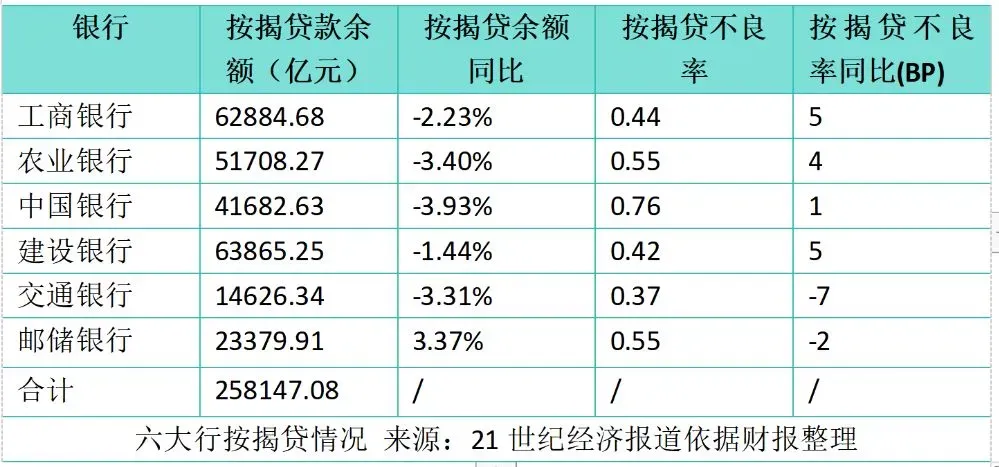 银行 按揭贷款余额（亿元） 按揭贷余额同比 按揭贷不良率 按揭贷不良率同比(BP)
工商银行 62884.68 -2.23% 0.44 5
农业银行 51708.27 -3.40% 0.55 4
中国银行 41682.63 -3.93% 0.76 1
建设银行 63865.25 -1.44% 0.42 5
交通银行 14626.34 -3.31% 0.37 -7
邮储银行 23379.91 3.37% 0.55 -2
合计 258147.08 / / /
六大行按揭贷情况 来源：21世纪经济报道依据财报整理